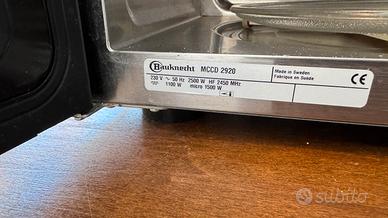 Bauknecht MCCD 2920
230 V ~ 50 Hz 2500 W HF 2450 MHz
1100 W micro 1500 W
Made in Sweden
Fabriqué en Suède
CE
subito